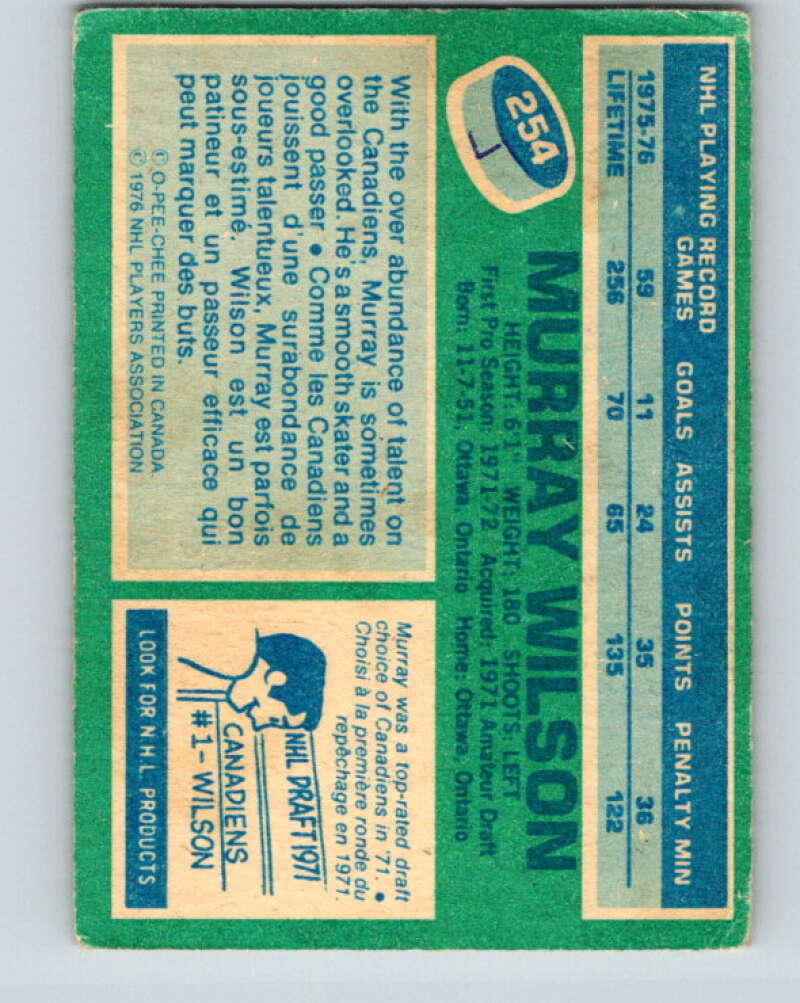 NHL PLAYING RECORD
GAMES GOALS ASSISTS POINTS PENALTY MIN
1975-76 59 11 24 35 36
LIFETIME 256 70 65 135 122
254
MURRAY WILSON
HEIGHT: 6'1" WEIGHT: 180 SHOOTS: LEFT
First Pro Season: 1971-72 Acquired: 1971 Amateur Draft
Born: 11-7-51, Ottawa, Ontario Home: Ottawa, Ontario
With the over abundance of talent on
the Canadiens, Murray is sometimes
overlooked. He's a smooth skater and a
good passer • Comme les Canadiens
jouissent d'une surabondance de
joueurs talentueux, Murray est parfois
sous-estimé. Wilson est un bon
patineur et un passeur efficace qui
peut marquer des buts.
© O-PEE-CHEE PRINTED IN CANADA
© 1976 NHL PLAYERS ASSOCIATION
Murray was a top-rated draft
choice of Canadiens in '71. •
Choisi à la première ronde du
repêchage en 1971.
NHL DRAFT 1971
CANADIENS
#1-WILSON
LOOK FOR N.H.L. PRODUCTS